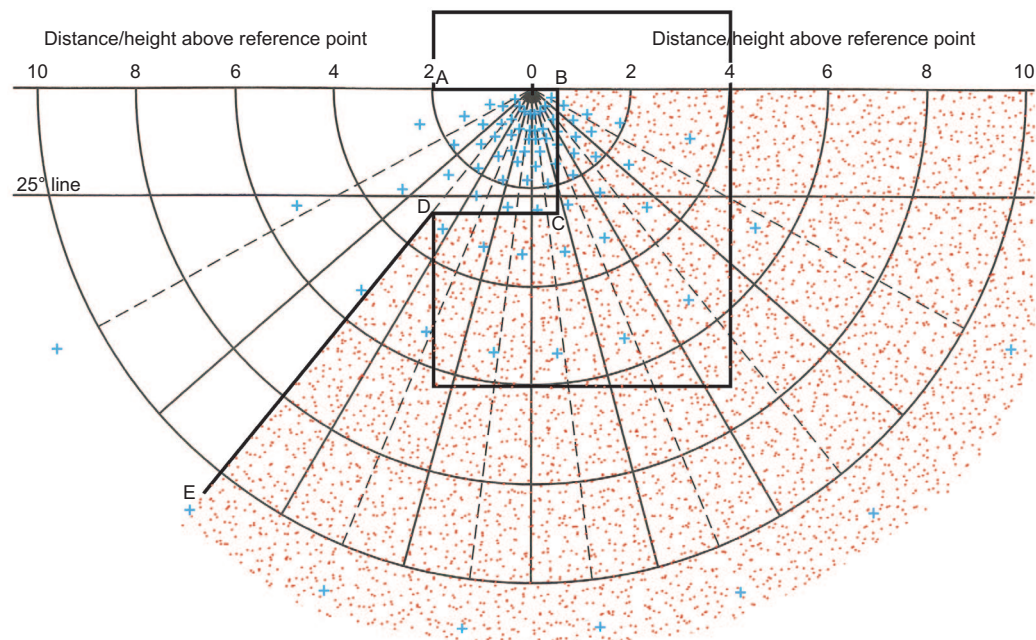 Distance/height above reference point Distance/height above reference point
10 8 6 4 2 0 2 4 6 8 10
A B
25° line
D C
E